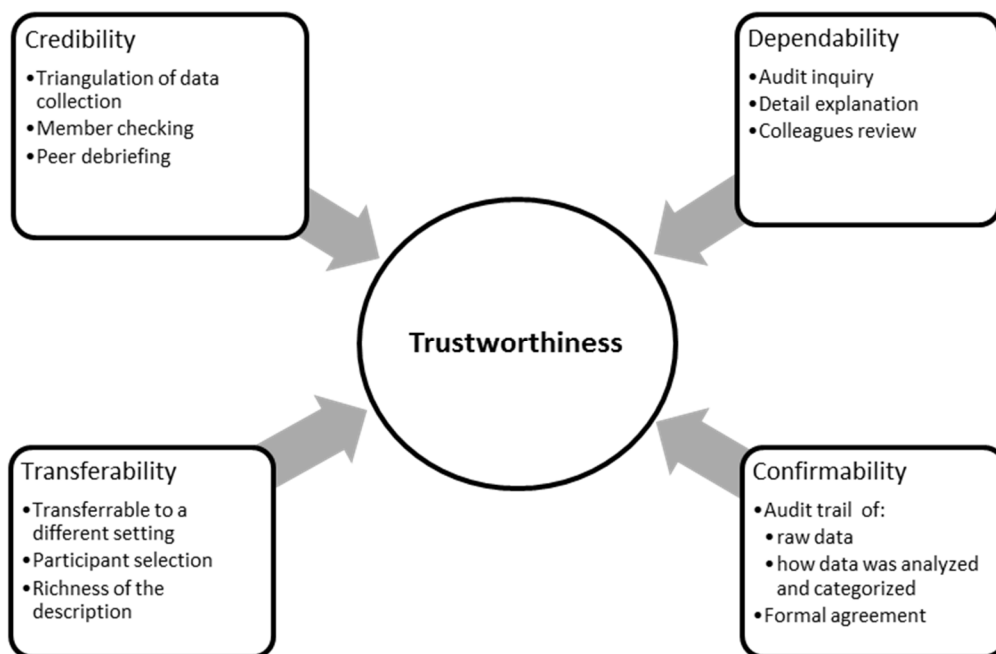 Credibility
•Triangulation of data
collection
•Member checking
•Peer debriefing
Dependability
•Audit inquiry
•Detail explanation
•Colleagues review
Trustworthiness
Transferability
•Transferrable to a
different setting
•Participant selection
•Richness of the
description
Confirmability
•Audit trail of:
•raw data
•how data was analyzed
and categorized
•Formal agreement